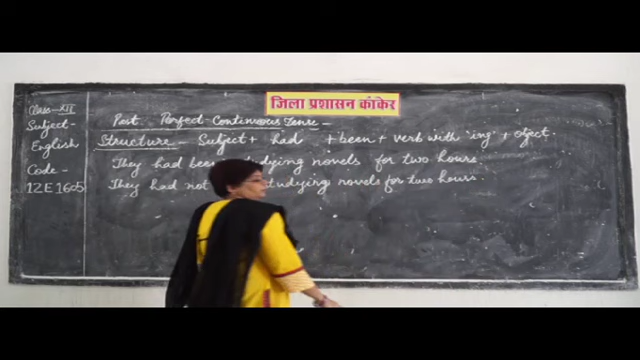 जिला प्रशासन कांकेर
Class-XII
Subject-
English
Code-
12E1605
Past Perfect Continuous Tense-
Structure - Subject + had + been + verb with 'ing' + object.
They had been studying novels for two hours.
They had not studying novels for two hours.